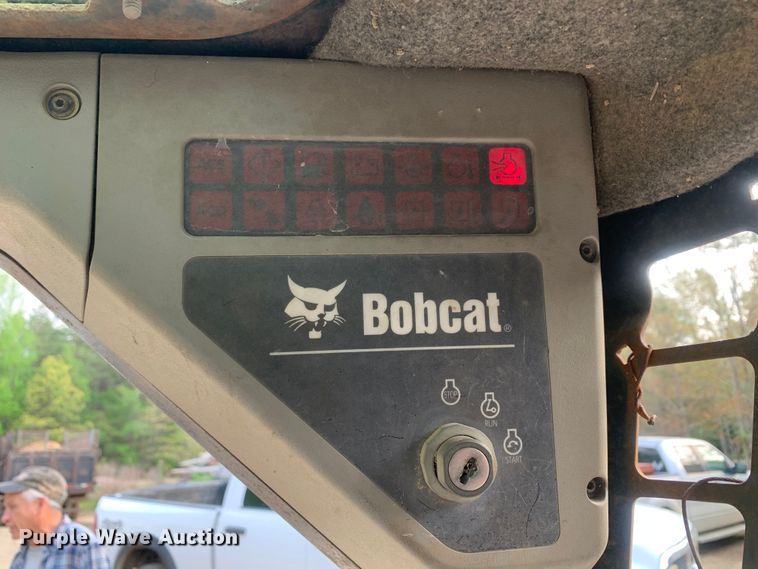 Bobcat®
STOP
RUN
START
Purple Wave Auction